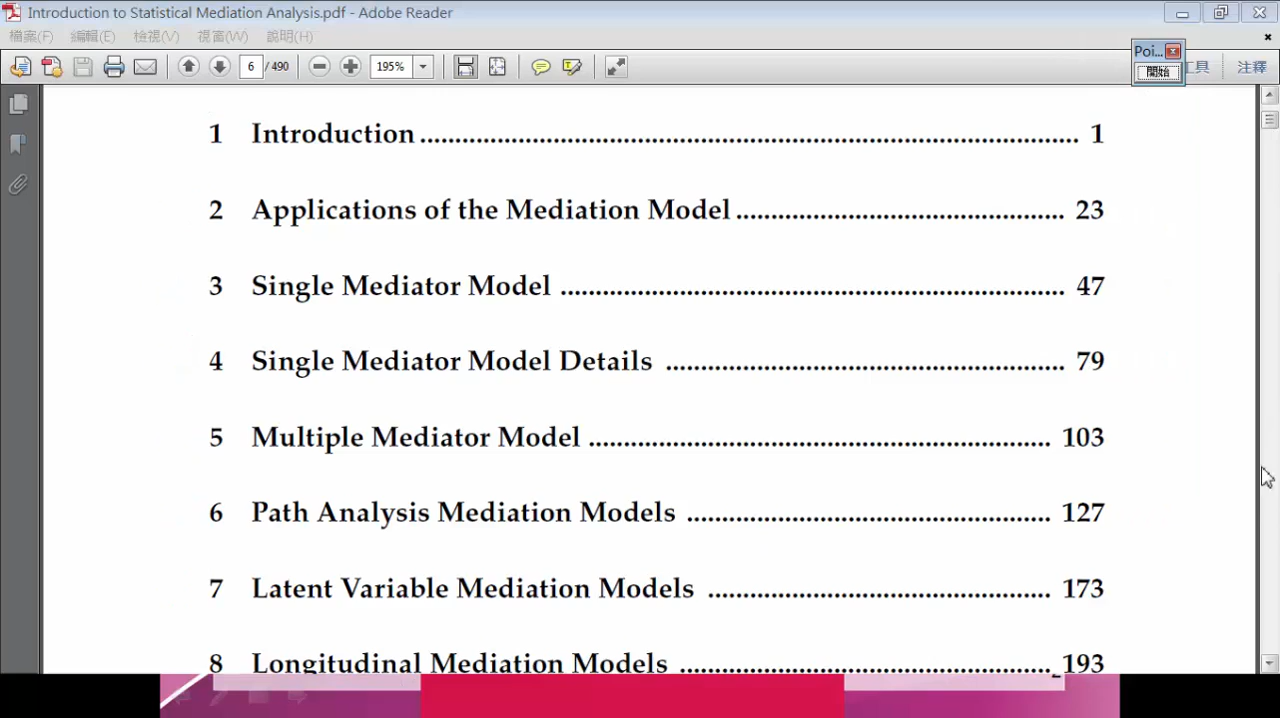 Introduction to Statistical Mediation Analysis.pdf - Adobe Reader
檔案(F) 編輯(E) 檢視(V) 視窗(W) 說明(H)
Poi...
6 / 490 195% 開始 工具 注釋
1 Introduction ........................................ 1
2 Applications of the Mediation Model ........................................ 23
3 Single Mediator Model ........................................ 47
4 Single Mediator Model Details ........................................ 79
5 Multiple Mediator Model ........................................ 103
6 Path Analysis Mediation Models ........................................ 127
7 Latent Variable Mediation Models ........................................ 173
8 Longitudinal Mediation Models ........................................ 193